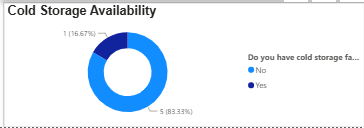 Cold Storage Availability
1 (16.67%)
Do you have cold storage fa...
No
Yes
5 (83.33%)